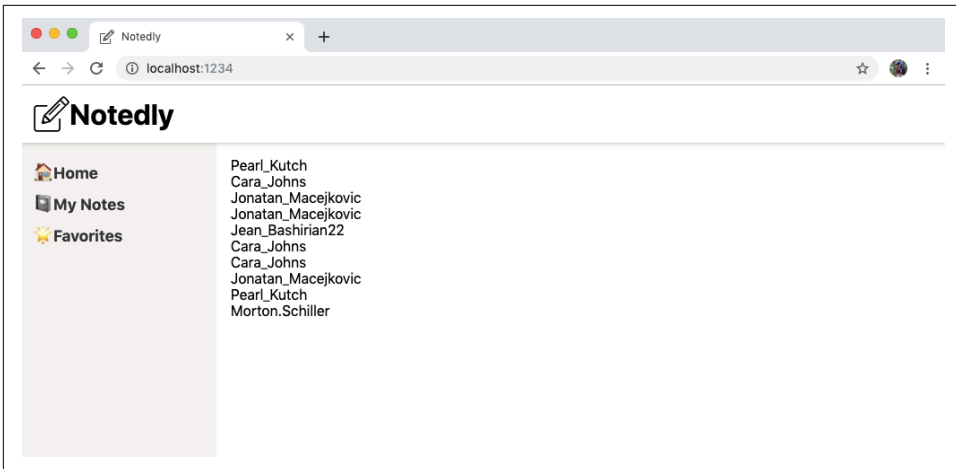 Notedly
localhost:1234
Notedly
Home
My Notes
Favorites
Pearl_Kutch
Cara_Johns
Jonatan_Macejkovic
Jonatan_Macejkovic
Jean_Bashirian22
Cara_Johns
Cara_Johns
Jonatan_Macejkovic
Pearl_Kutch
Morton.Schiller